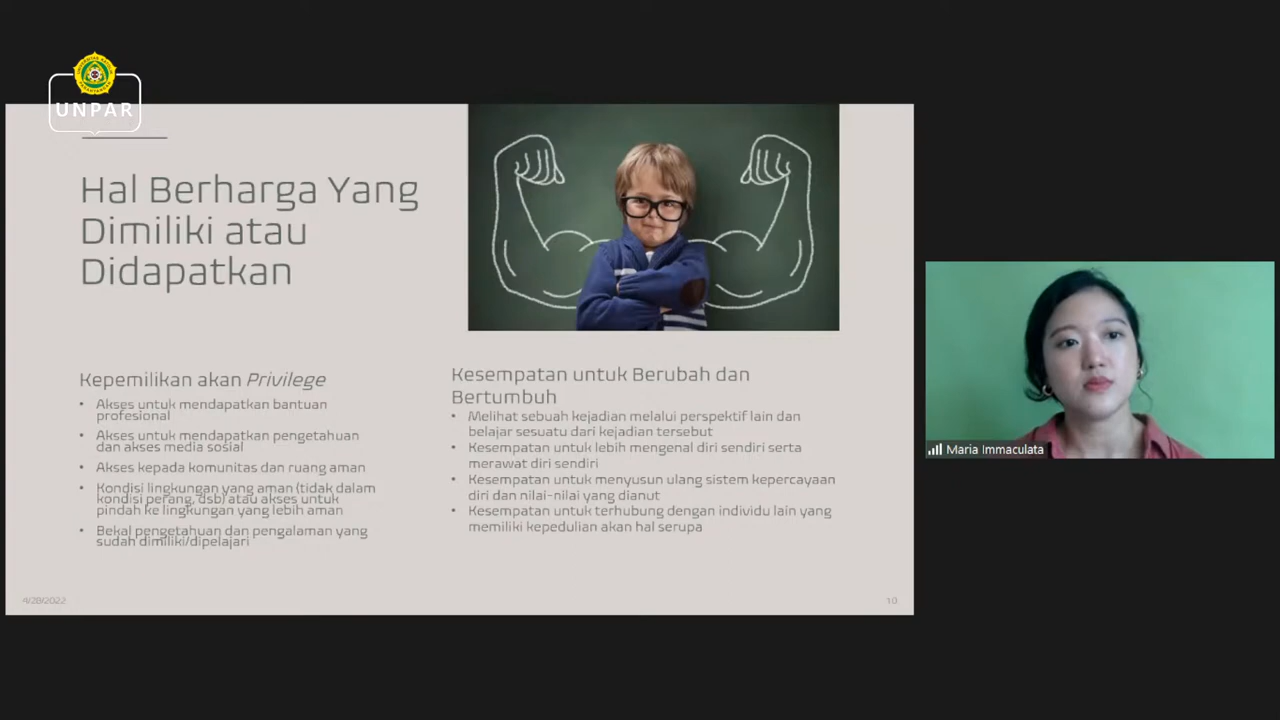 UNPAR
Hal Berharga Yang
Dimiliki atau
Didapatkan
Kepemilikan akan Privilege
• Akses untuk mendapatkan bantuan
profesional
• Akses untuk mendapatkan pengetahuan
dan akses media sosial
• Akses kepada komunitas dan ruang aman
• Kondisi lingkungan yang aman (tidak dalam
kondisi perang, dsb) atau akses untuk
pindah ke lingkungan yang lebih aman
• Bekal pengetahuan dan pengalaman yang
sudah dimiliki/dipelajari
Kesempatan untuk Berubah dan
Bertumbuh
• Melihat sebuah kejadian melalui perspektif lain dan
belajar sesuatu dari kejadian tersebut
• Kesempatan untuk lebih mengenal diri sendiri serta
merawat diri sendiri
• Kesempatan untuk menyusun ulang sistem kepercayaan
diri dan nilai-nilai yang dianut
• Kesempatan untuk terhubung dengan individu lain yang
memiliki kepedulian akan hal serupa
4/28/2022
10
Maria Immaculata